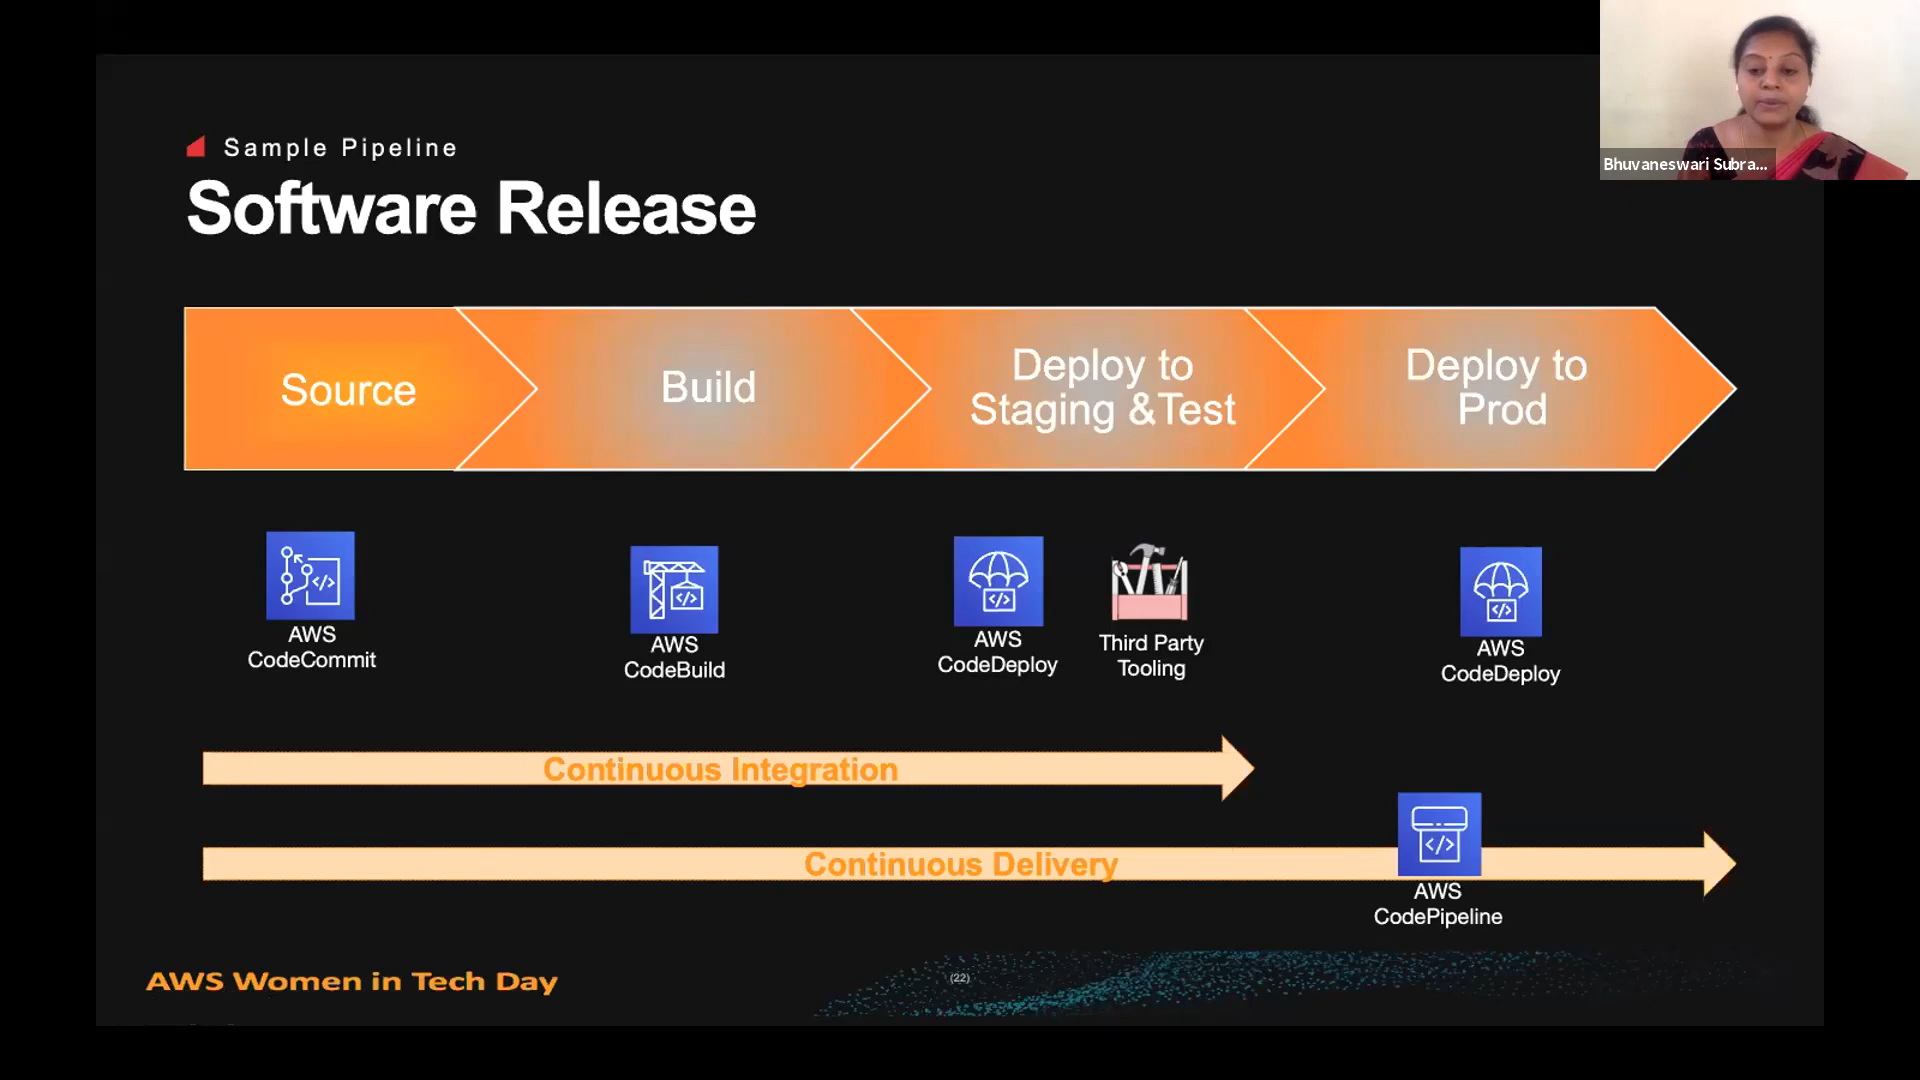 Bhuvaneswari Subra...
Sample Pipeline
Software Release
Source
Build
Deploy to
Staging &Test
Deploy to
Prod
AWS
CodeCommit
AWS
CodeBuild
AWS
CodeDeploy
Third Party
Tooling
AWS
CodeDeploy
Continuous Integration
Continuous Delivery
AWS
CodePipeline
AWS Women in Tech Day
(22)